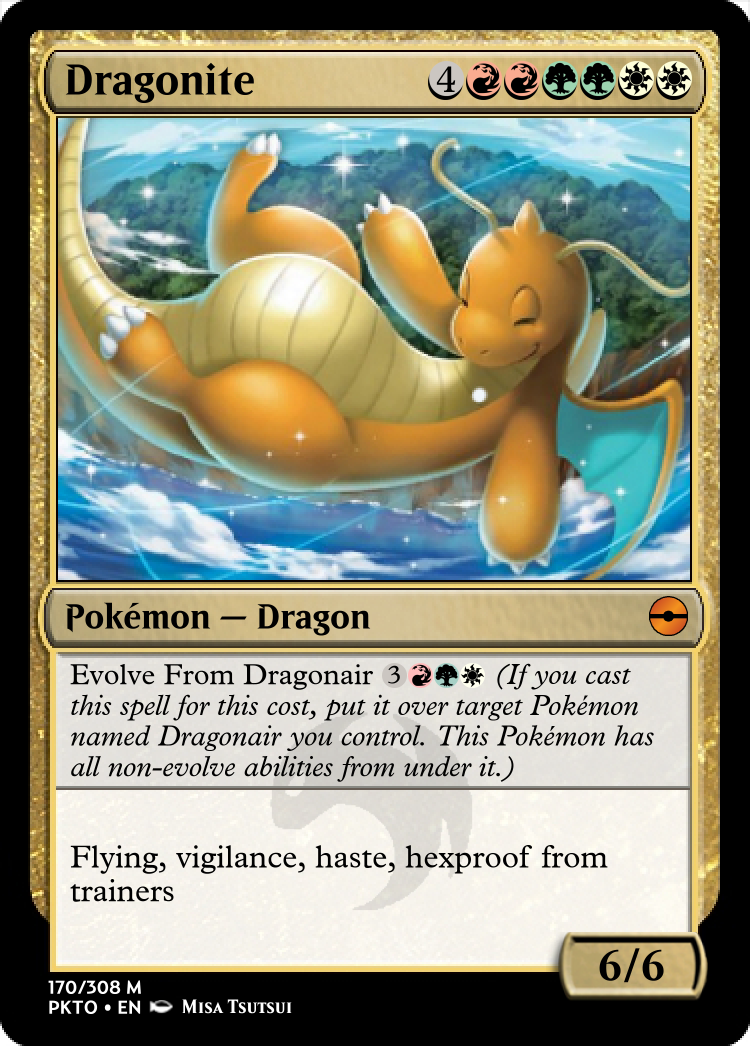 Dragonite 4
Pokémon — Dragon
Evolve From Dragonair 3 (If you cast
this spell for this cost, put it over target Pokémon
named Dragonair you control. This Pokémon has
all non-evolve abilities from under it.)
Flying, vigilance, haste, hexproof from
trainers
6/6
170/308 M
PKTO • EN Misa Tsutsui